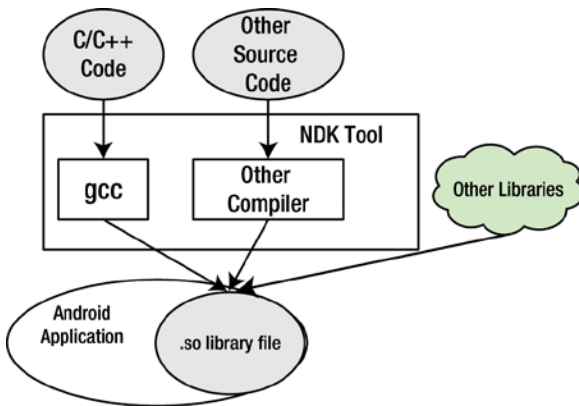 C/C++
Code
Other
Source
Code
NDK Tool
gcc
Other
Compiler
Other Libraries
Android
Application
.so library file